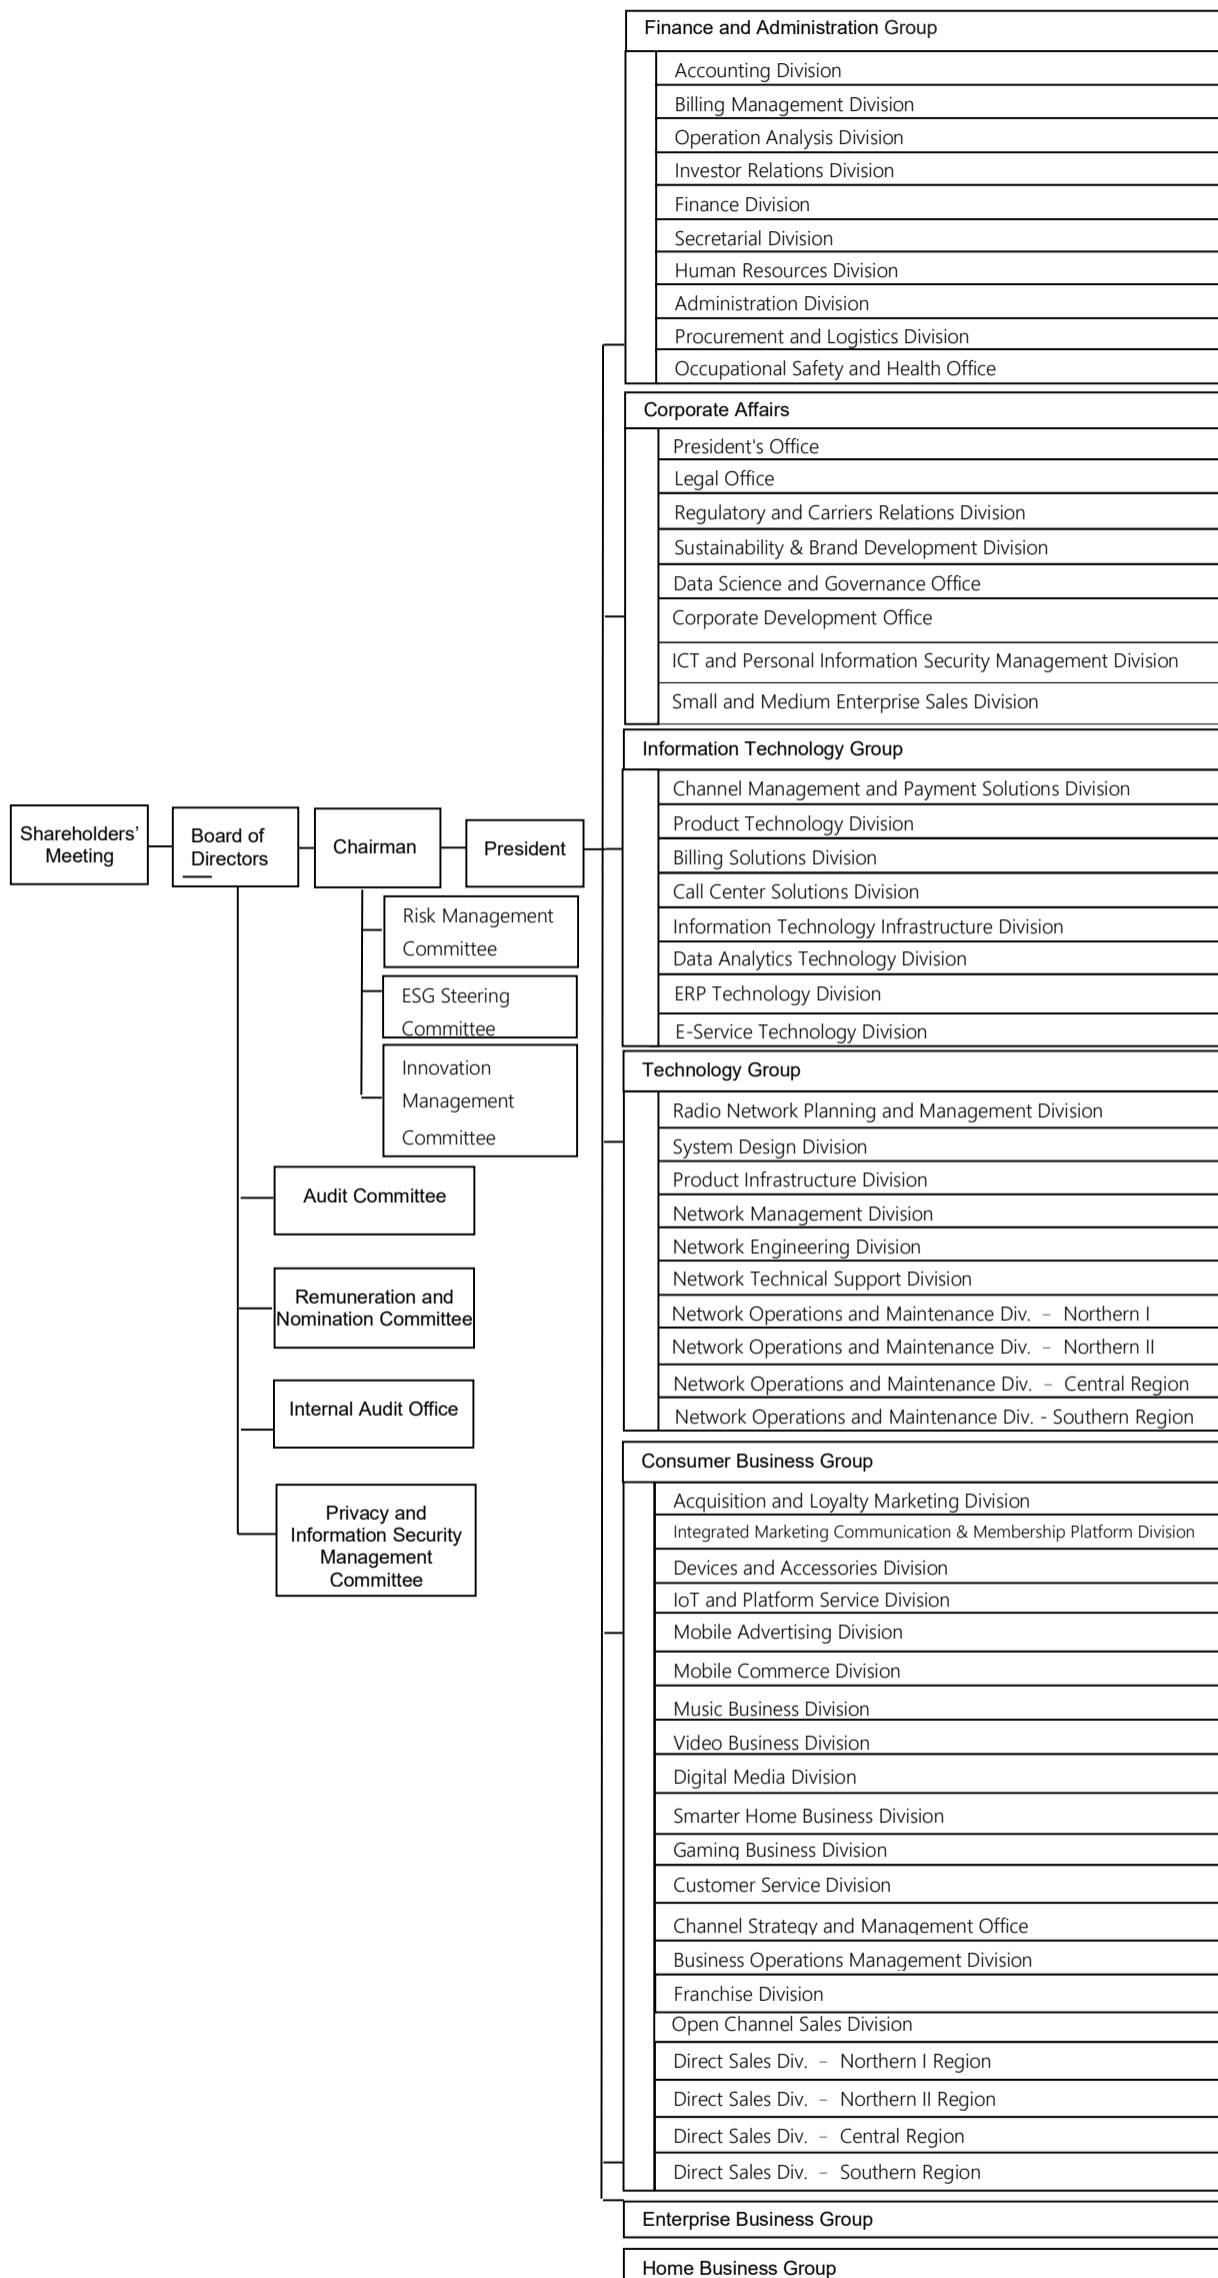 Finance and Administration Group
Accounting Division
Billing Management Division
Operation Analysis Division
Investor Relations Division
Finance Division
Secretarial Division
Human Resources Division
Administration Division
Procurement and Logistics Division
Occupational Safety and Health Office
Corporate Affairs
President's Office
Legal Office
Regulatory and Carriers Relations Division
Sustainability & Brand Development Division
Data Science and Governance Office
Corporate Development Office
ICT and Personal Information Security Management Division
Small and Medium Enterprise Sales Division
Information Technology Group
Channel Management and Payment Solutions Division
Product Technology Division
Billing Solutions Division
Call Center Solutions Division
Information Technology Infrastructure Division
Data Analytics Technology Division
ERP Technology Division
E-Service Technology Division
Shareholders’
Meeting
Board of
Directors
Chairman
President
Risk Management
Committee
ESG Steering
Committee
Innovation
Management
Committee
Audit Committee
Remuneration and
Nomination Committee
Internal Audit Office
Privacy and
Information Security
Management
Committee
Technology Group
Radio Network Planning and Management Division
System Design Division
Product Infrastructure Division
Network Management Division
Network Engineering Division
Network Technical Support Division
Network Operations and Maintenance Div. – Northern I
Network Operations and Maintenance Div. – Northern II
Network Operations and Maintenance Div. – Central Region
Network Operations and Maintenance Div. - Southern Region
Consumer Business Group
Acquisition and Loyalty Marketing Division
Integrated Marketing Communication & Membership Platform Division
Devices and Accessories Division
IoT and Platform Service Division
Mobile Advertising Division
Mobile Commerce Division
Music Business Division
Video Business Division
Digital Media Division
Smarter Home Business Division
Gaming Business Division
Customer Service Division
Channel Strategy and Management Office
Business Operations Management Division
Franchise Division
Open Channel Sales Division
Direct Sales Div. – Northern I Region
Direct Sales Div. – Northern II Region
Direct Sales Div. – Central Region
Direct Sales Div. – Southern Region
Enterprise Business Group
Home Business Group